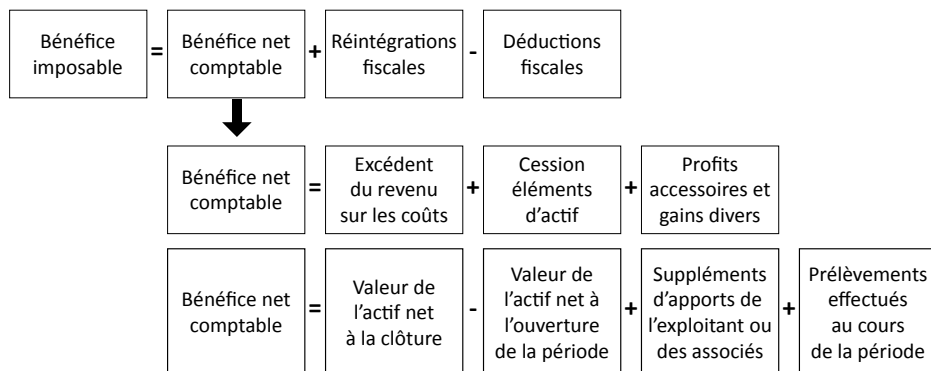 Bénéfice
imposable
=
Bénéfice net
comptable
+
Réintégrations
fiscales
-
Déductions
fiscales
Bénéfice net
comptable
=
Excédent
du revenu
sur les coûts
+
Cession
éléments
d'actif
+
Profits
accessoires et
gains divers
Bénéfice net
comptable
=
Valeur de
l'actif net
à la clôture
-
Valeur de
l'actif net à
l'ouverture
de la période
+
Suppléments
d'apports de
l'exploitant ou
des associés
+
Prélèvements
effectués
au cours
de la période